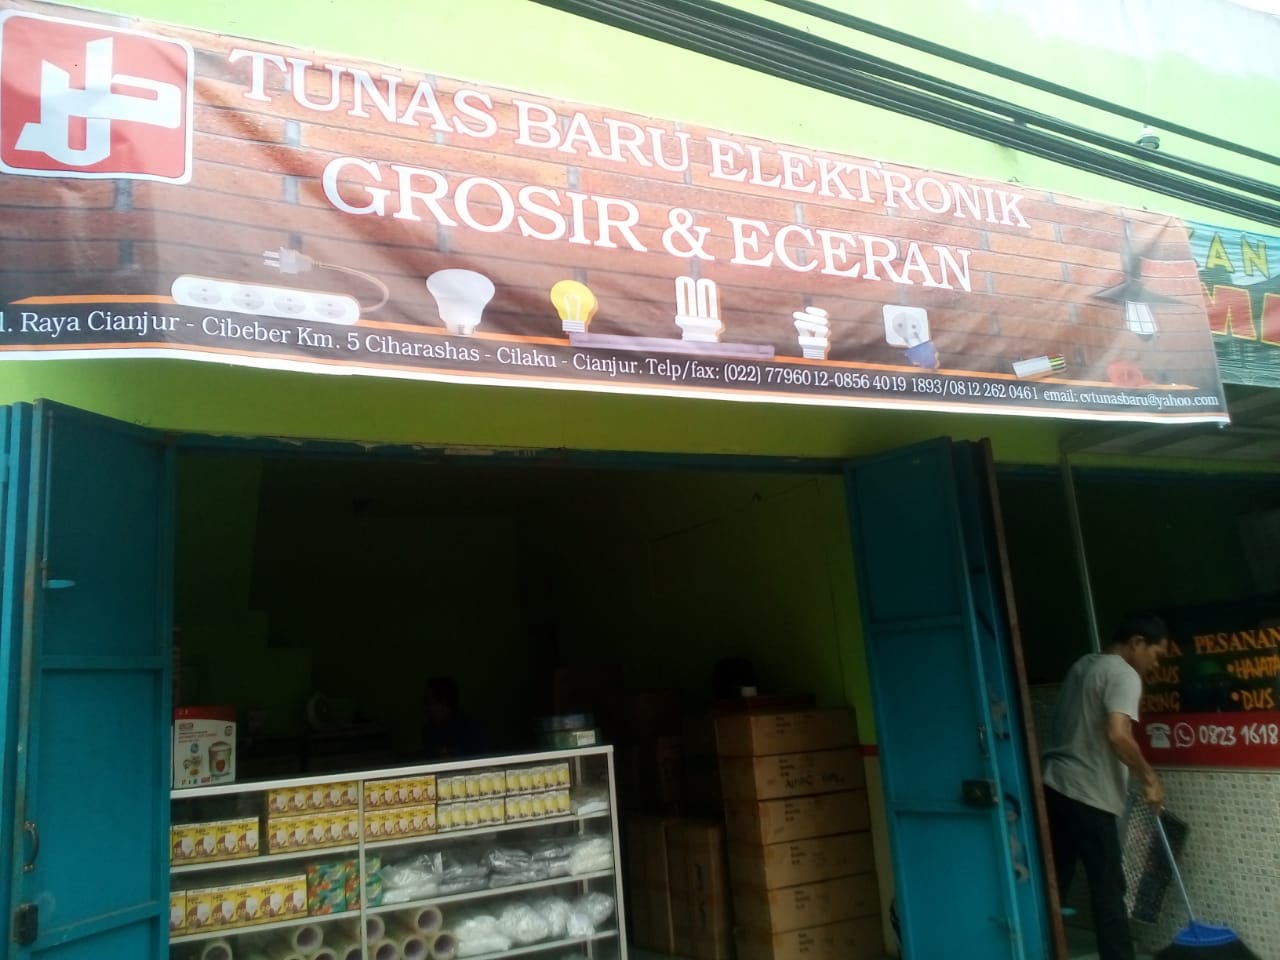 TUNAS BARU ELEKTRONIK
GROSIR & ECERAN
l. Raya Cianjur - Cibeber Km. 5 Ciharashas - Cilaku - Cianjur. Telp/fax: (022) 7796012-0856 4019 1893/0812 262 0461 email: cvtunasbaru@yahoo.com
KAN
PESANAN
0823 1618